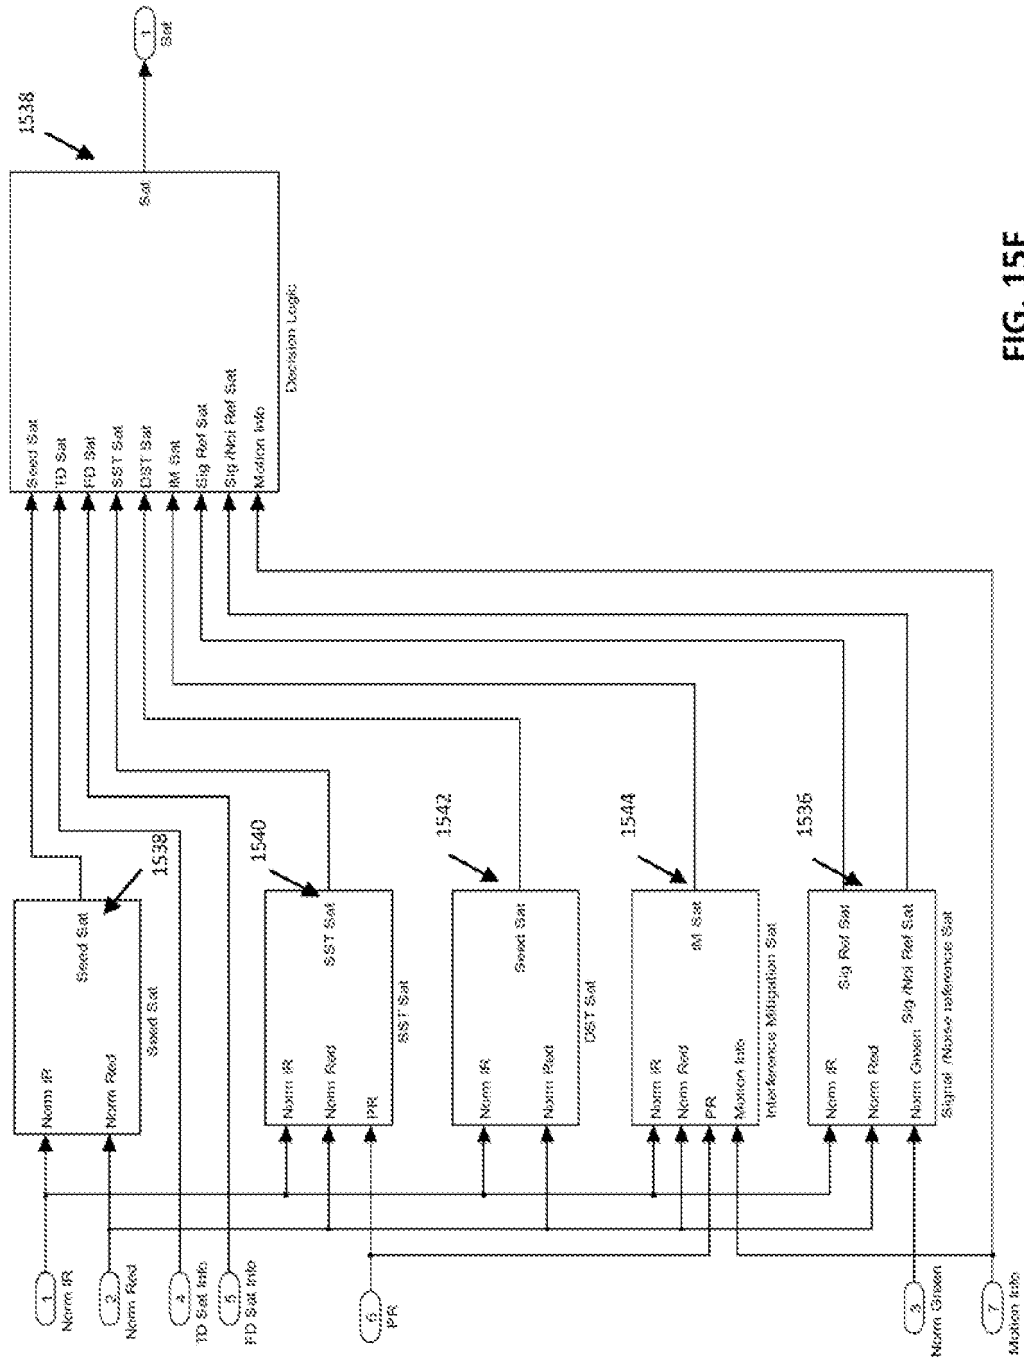 1
Norm IR
2
Norm Red
4
TD Sat Info
5
FD Sat Info
6
PR
3
Norm Green
7
Motion Info
Norm IR
Norm Red
Seed Sat
Seed Sat
1538
Norm IR
Norm Red
PR
SST Sat
SST Sat
1540
Norm IR
Norm Red
Seed Sat
DST Sat
1542
Norm IR
Norm Red
PR
Motion Info
IM Sat
Interference Mitigation Sat
1544
Norm IR
Norm Red
Norm Green
Sig Ref Sat
Sig /Noi Ref Sat
Signal /Noise reference Sat
1536
Seed Sat
TD Sat
FD Sat
SST Sat
DST Sat
IM Sat
Sig Ref Sat
Sig /Noi Ref Sat
Motion Info
Sat
Decision Logic
1538
1
Sat
FIG. 15F